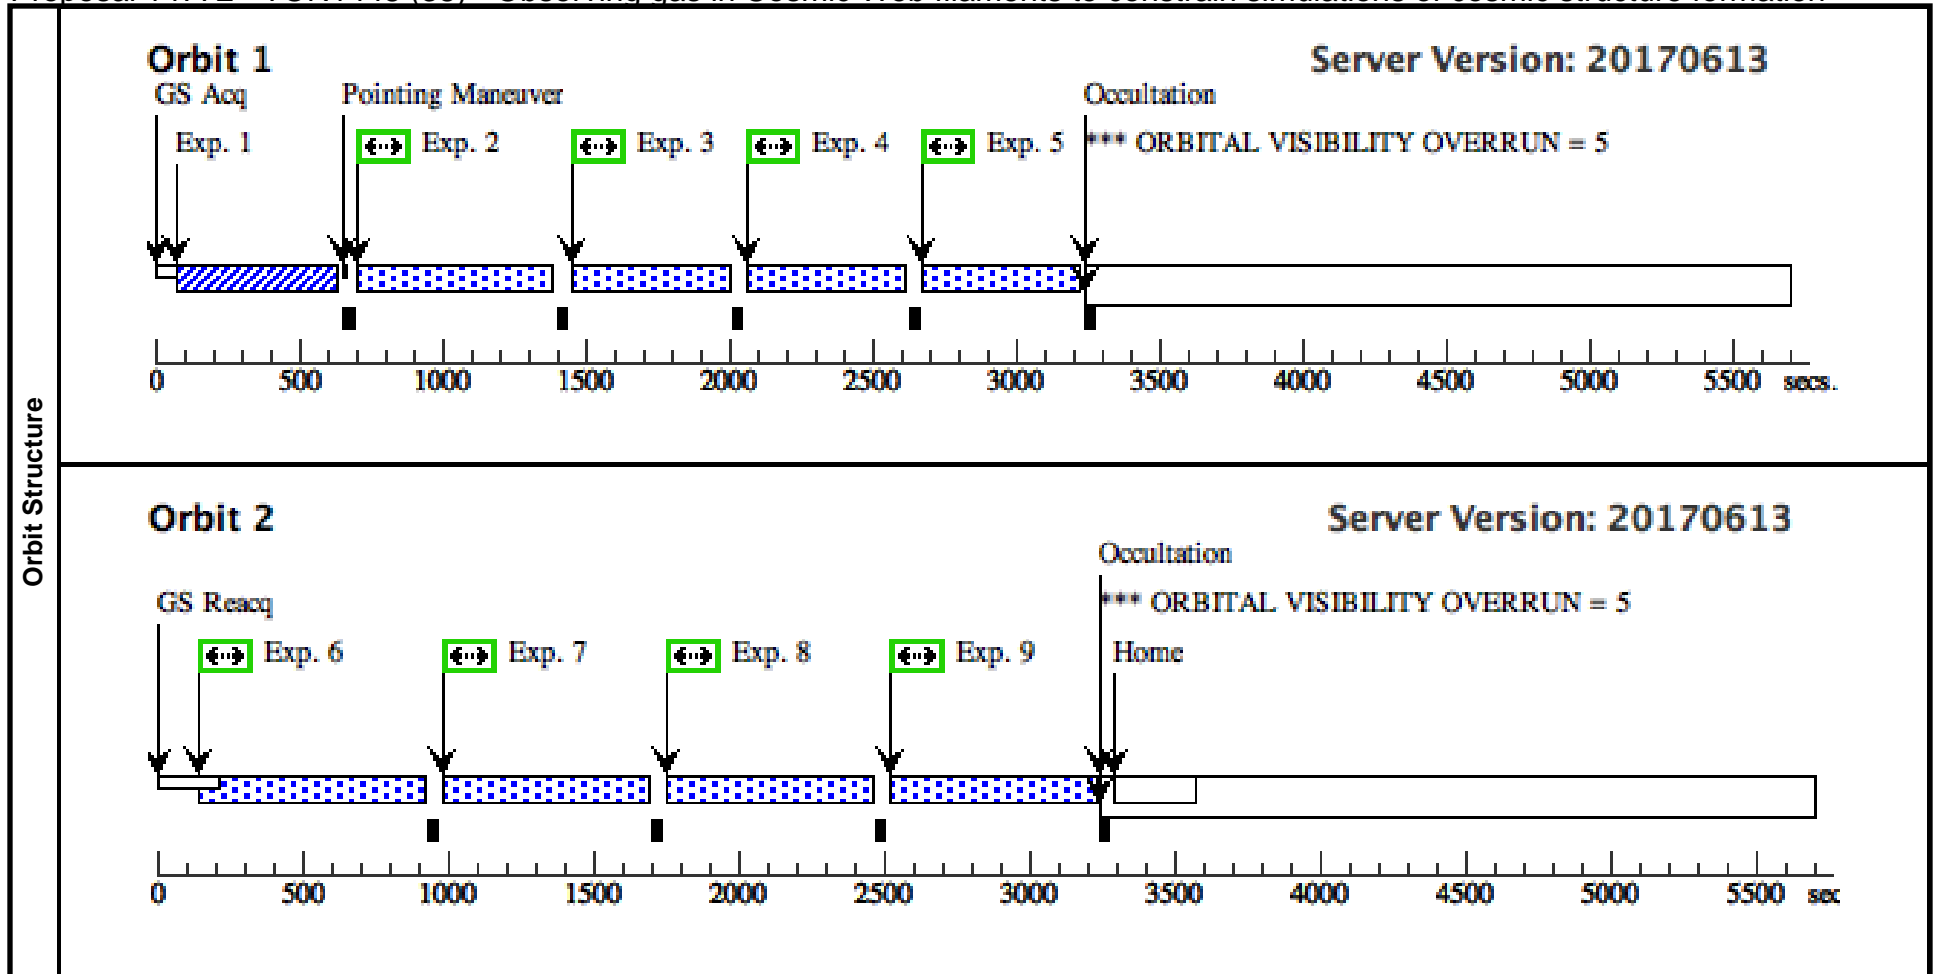 Orbit 1
Server Version: 20170613
GS Acq
Pointing Maneuver
Occultation
Exp. 1
Exp. 2
Exp. 3
Exp. 4
Exp. 5
*** ORBITAL VISIBILITY OVERRUN = 5
0 500 1000 1500 2000 2500 3000 3500 4000 4500 5000 5500 secs.
Orbit Structure
Orbit 2
Server Version: 20170613
Occultation
GS Reacq
*** ORBITAL VISIBILITY OVERRUN = 5
Exp. 6
Exp. 7
Exp. 8
Exp. 9
Home
0 500 1000 1500 2000 2500 3000 3500 4000 4500 5000 5500 sec